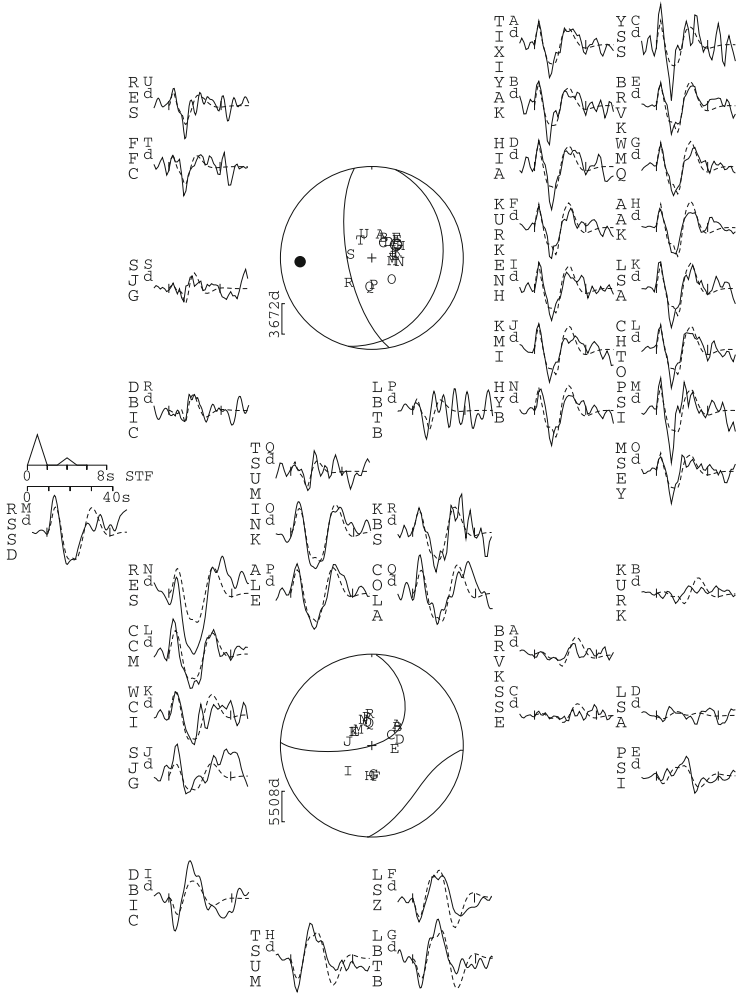 TIXI A d
YSS C d
RES U d
YAK B d
BRVK E d
FFC T d
HIA D d
WMQ G d
KURK F d
AAK H d
SJG S d
ENH I d
LSA K d
KMI J d
CHTO L d
DBIC R d
LBTB P d
HYB N d
PSI M d
TSUM Q d
MSEY O d
U A B T S R Q P O
3672d
0 8s STF
0 40s
RSSD M d
INK O d
KBS R d
RES N d
ALE P d
COLA Q d
KURK B d
CCM L d
BRVK A d
WCI K d
SSE C d
LSA D d
SJG J d
PSI E d
R N Q M J C D E I H
5508d
DBIC I d
LSZ F d
TSUM H d
LBTB G d